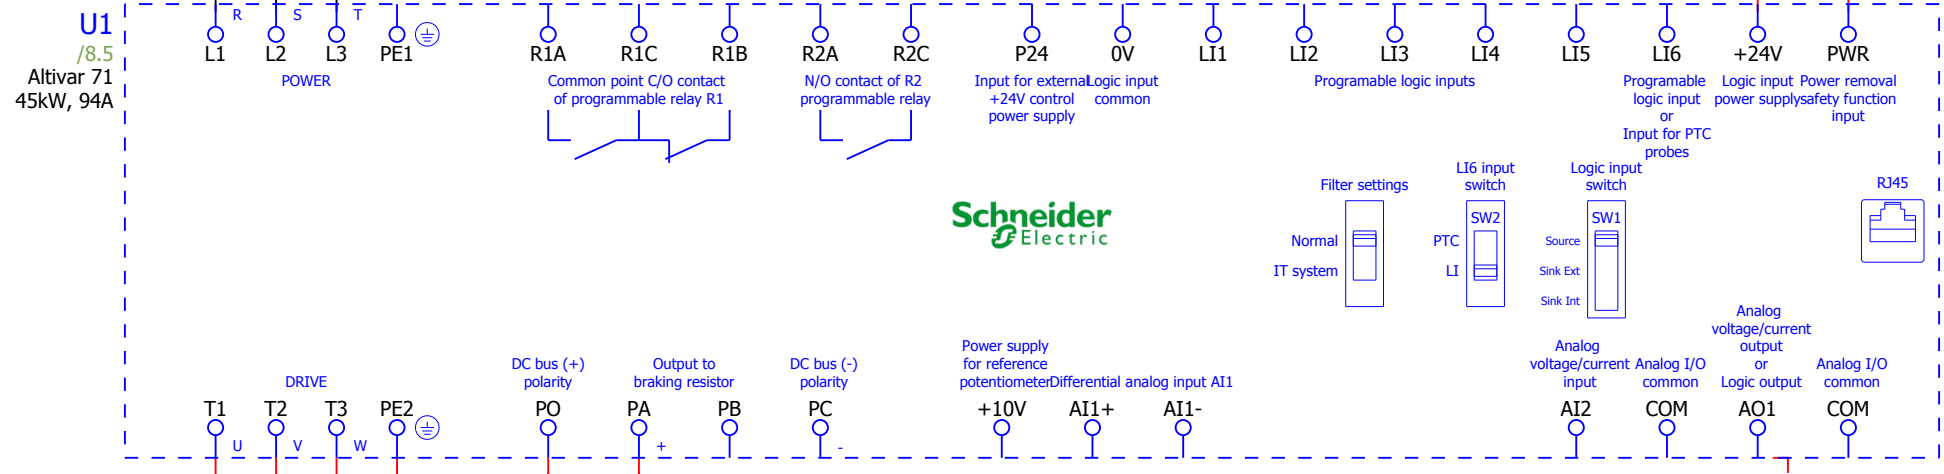 U1
/8.5
Altivar 71
45kW, 94A
R S T
L1 L2 L3 PE1 R1A R1C R1B R2A R2C P24 0V LI1 LI2 LI3 LI4 LI5 LI6 +24V PWR
POWER
Common point C/O contact
of programmable relay R1
N/O contact of R2
programmable relay
Input for external
+24V control
power supply
Logic input
common
Programable logic inputs
Programable
logic input
or
Input for PTC
probes
Logic input
power supply
Power removal
safety function
input
Schneider
Electric
Filter settings
Normal
IT system
LI6 input
switch
SW2
PTC
LI
Logic input
switch
SW1
Source
Sink Ext
Sink Int
RJ45
DRIVE
DC bus (+)
polarity
Output to
braking resistor
DC bus (-)
polarity
Power supply
for reference
potentiometer
Differential analog input AI1
Analog
voltage/current
input
Analog I/O
common
Analog
voltage/current
output
or
Logic output
Analog I/O
common
T1 T2 T3 PE2 PO PA PB PC +10V AI1+ AI1- AI2 COM AO1 COM
U V W + -